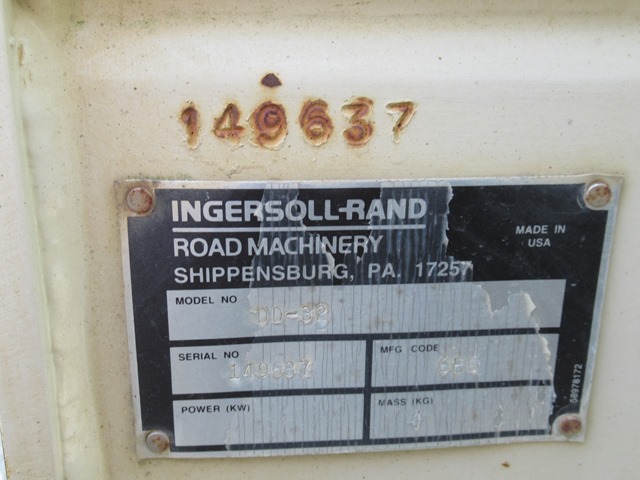 149637
INGERSOLL-RAND
ROAD MACHINERY
SHIPPENSBURG, PA. 17257
MADE IN
USA
MODEL NO
DD-32
SERIAL NO
149637
MFG CODE
POWER (KW)
MASS (KG)
58978172